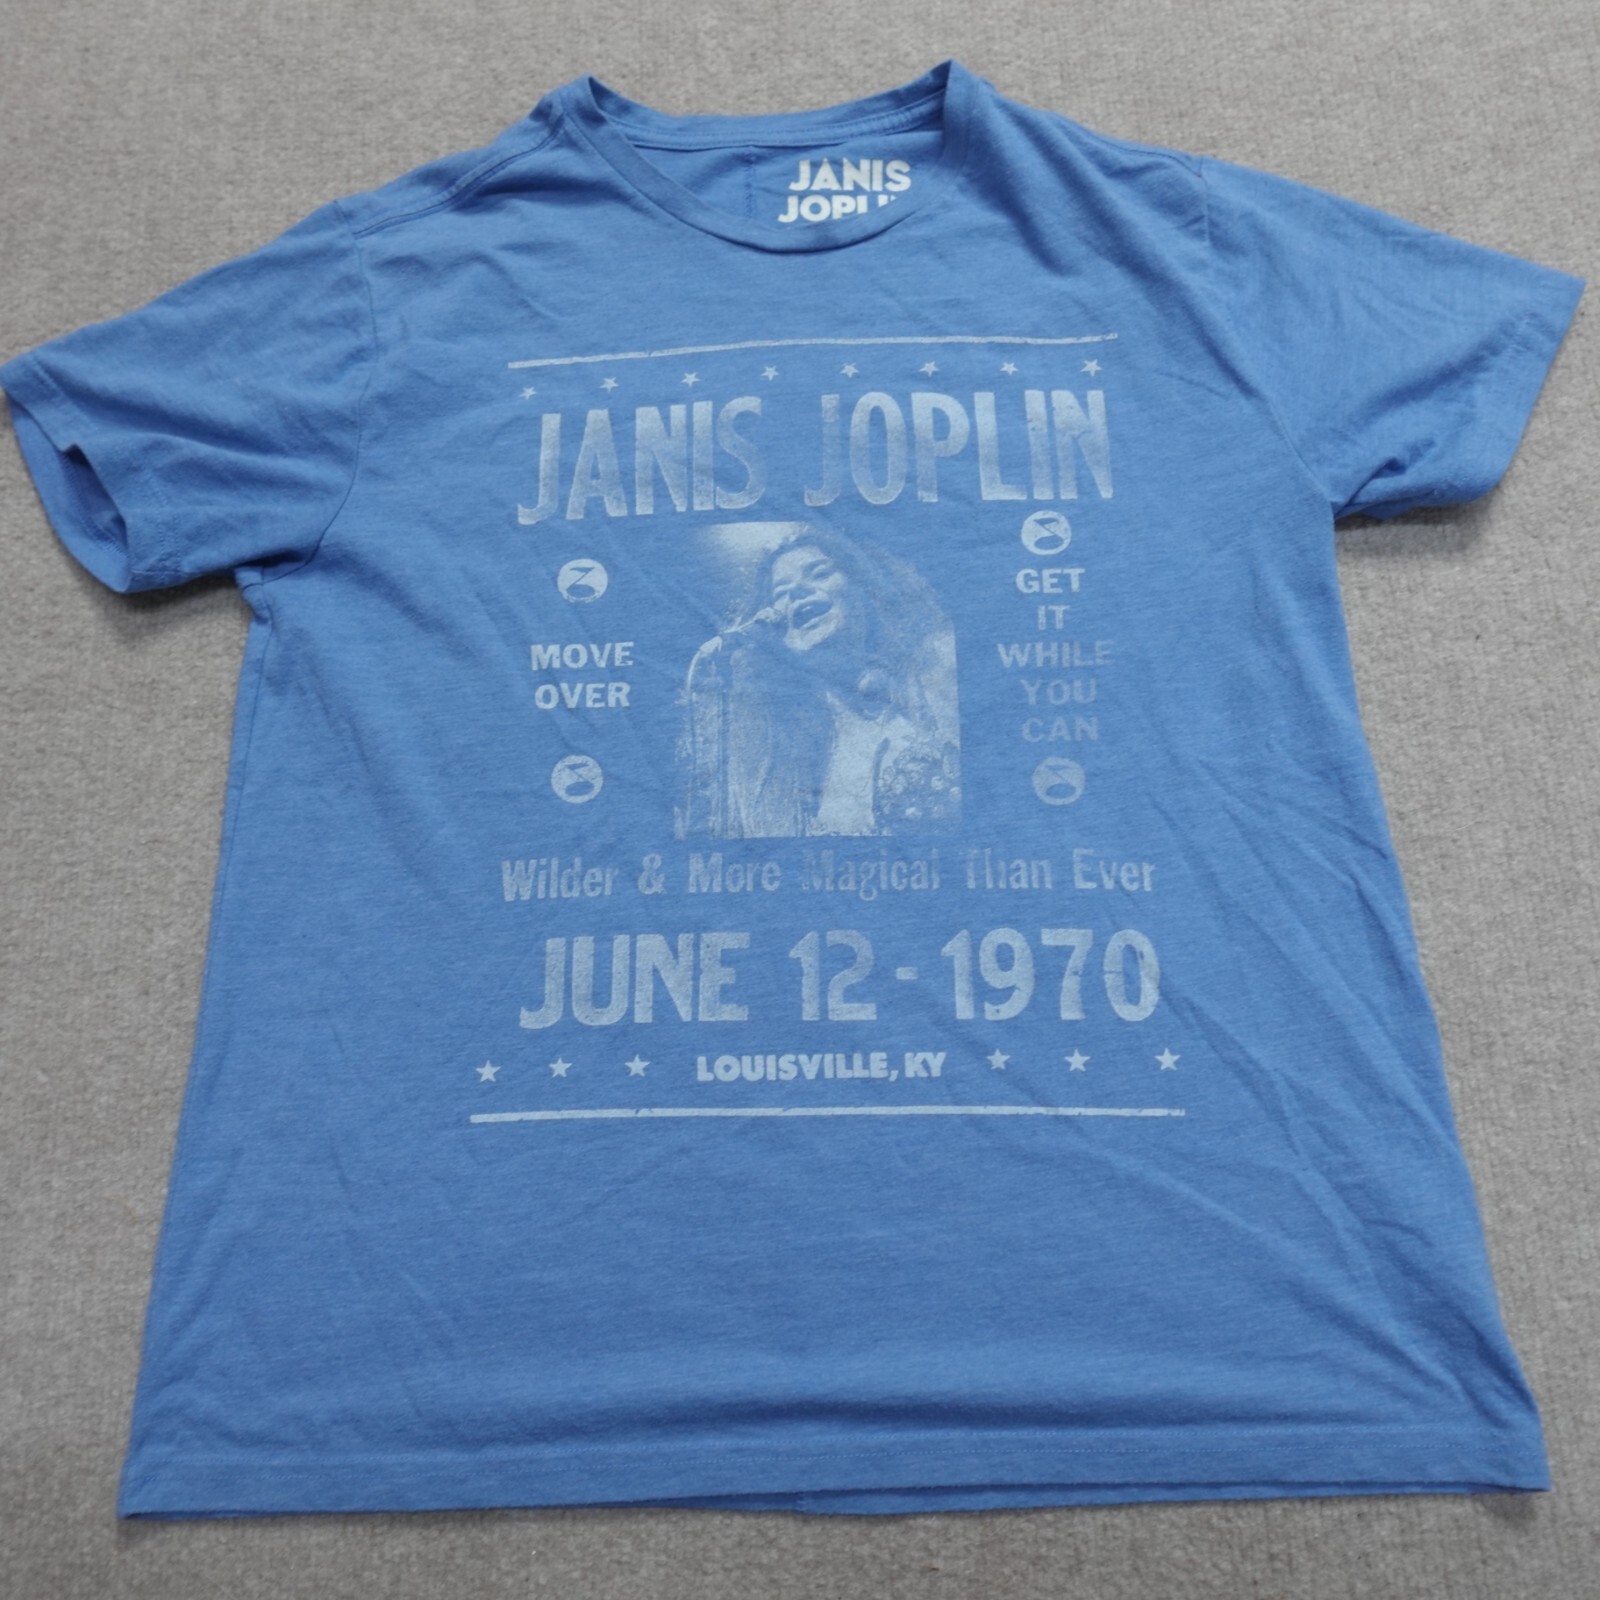 JANIS
JOPLIN
JANIS JOPLIN
MOVE
OVER
GET
IT
WHILE
YOU
CAN
Wilder & More Magical Than Ever
JUNE 12 - 1970
LOUISVILLE, KY